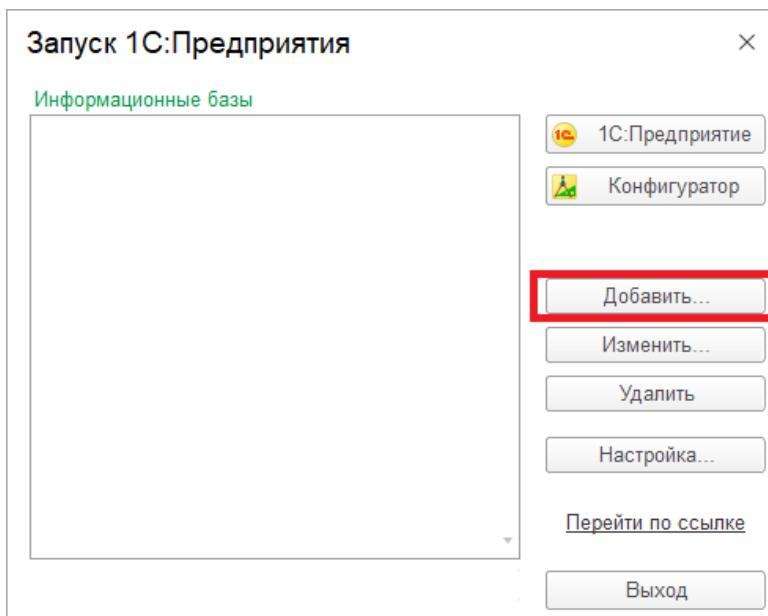 Запуск 1С:Предприятия
Информационные базы
1С:Предприятие
Конфигуратор
Добавить...
Изменить...
Удалить
Настройка...
Перейти по ссылке
Выход